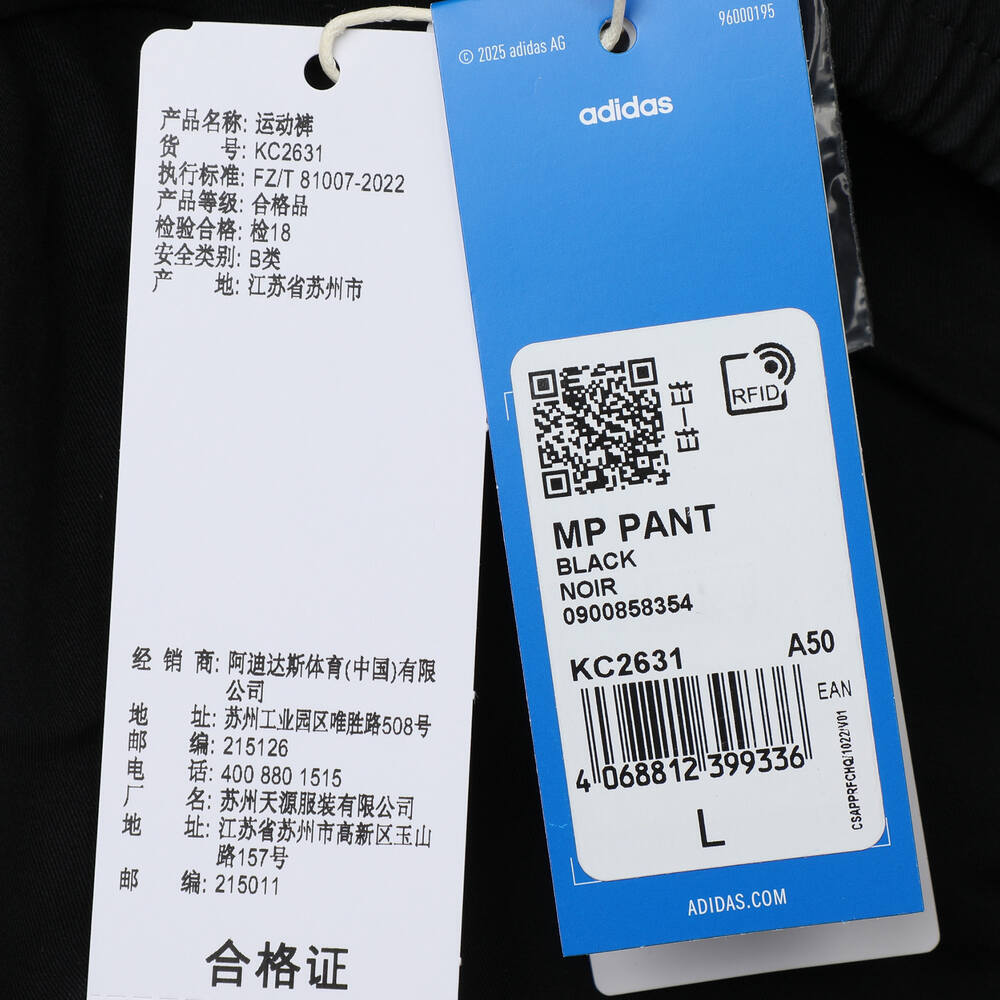 产品名称: 运动裤
货 号: KC2631
执行标准: FZ/T 81007-2022
产品等级: 合格品
检验合格: 检18
安全类别: B类
产 地: 江苏省苏州市
经 销 商: 阿迪达斯体育(中国)有限
公司
地 址: 苏州工业园区唯胜路508号
邮 编: 215126
电 话: 400 880 1515
厂 名: 苏州天源服装有限公司
地 址: 江苏省苏州市高新区玉山
路157号
邮 编: 215011
合格证
© 2025 adidas AG
96000195
adidas
扫一扫
RFID
MP PANT
BLACK
NOIR
0900858354
KC2631
A50
EAN
4 068812 399336
CSAPPRFCHQ/1022/V01
L
ADIDAS.COM